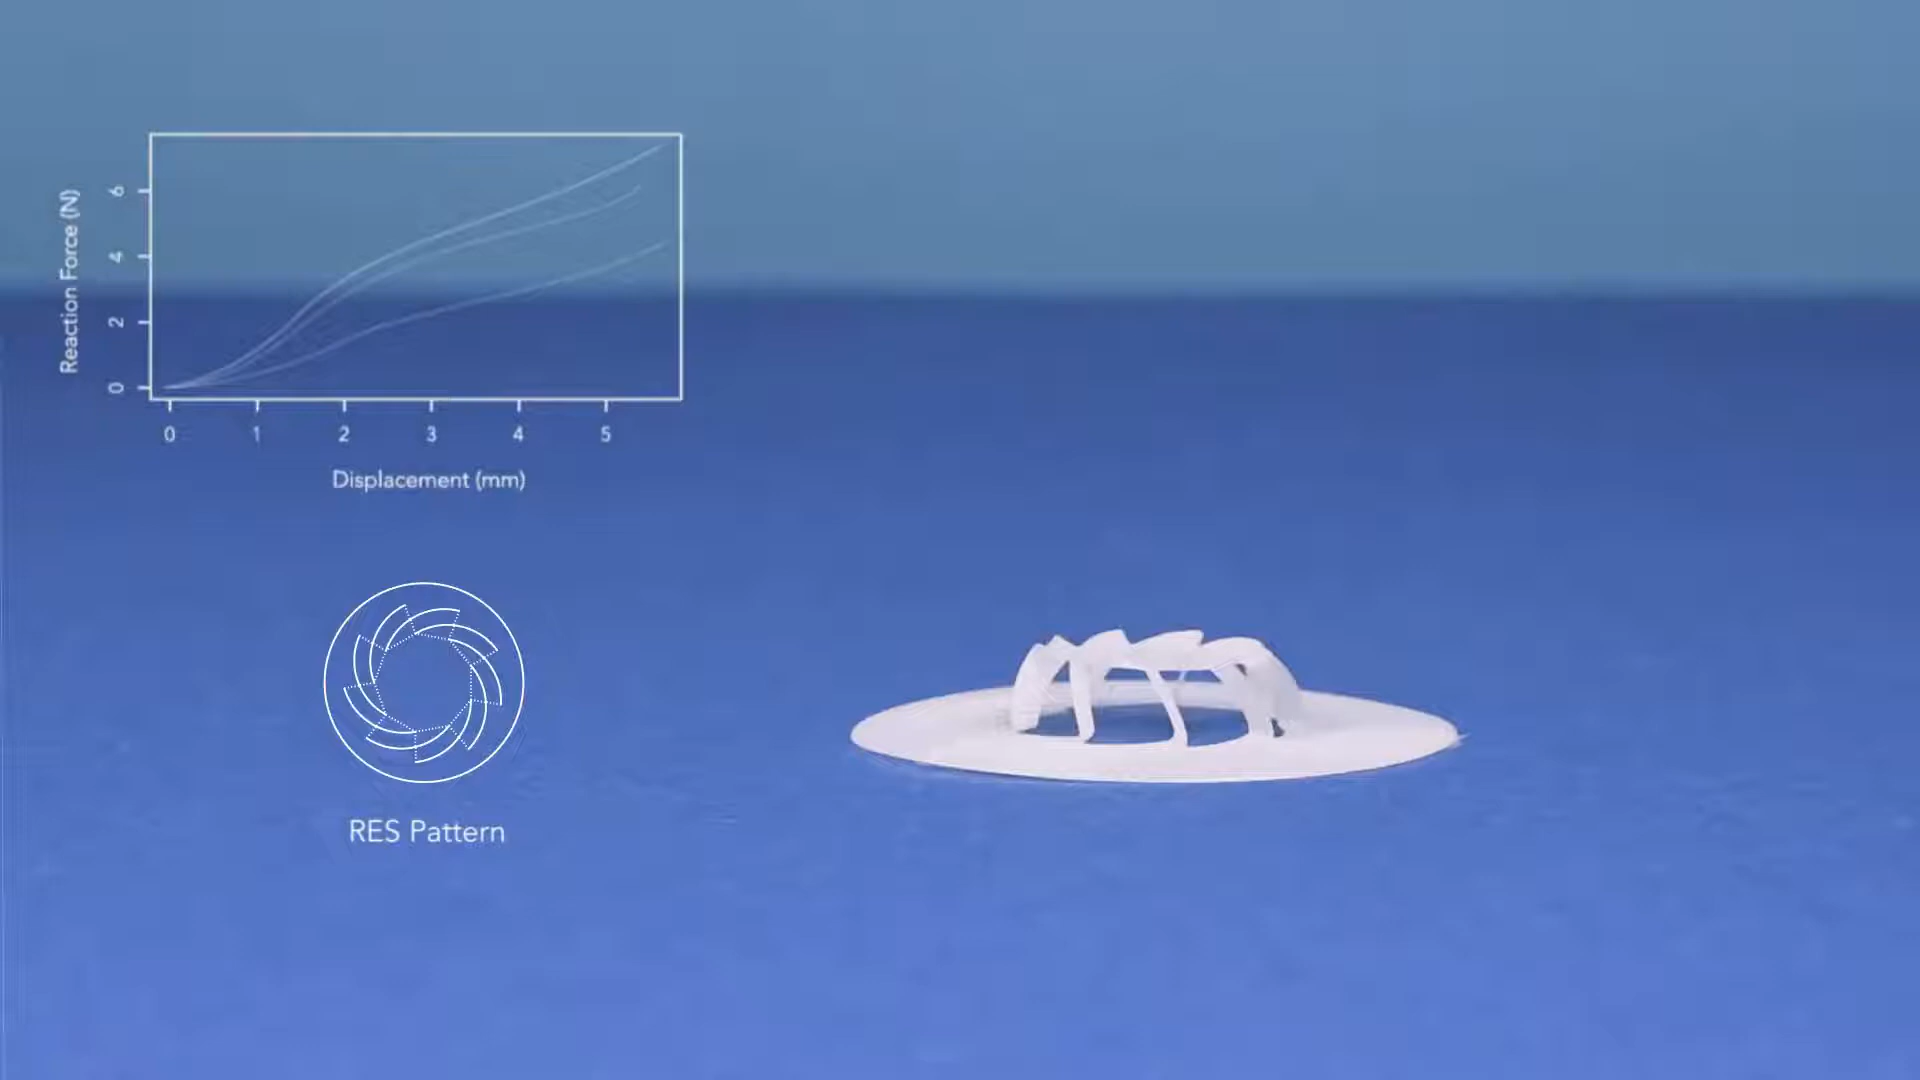 Reaction Force (N)
6
4
2
0
0 1 2 3 4 5
Displacement (mm)
RES Pattern